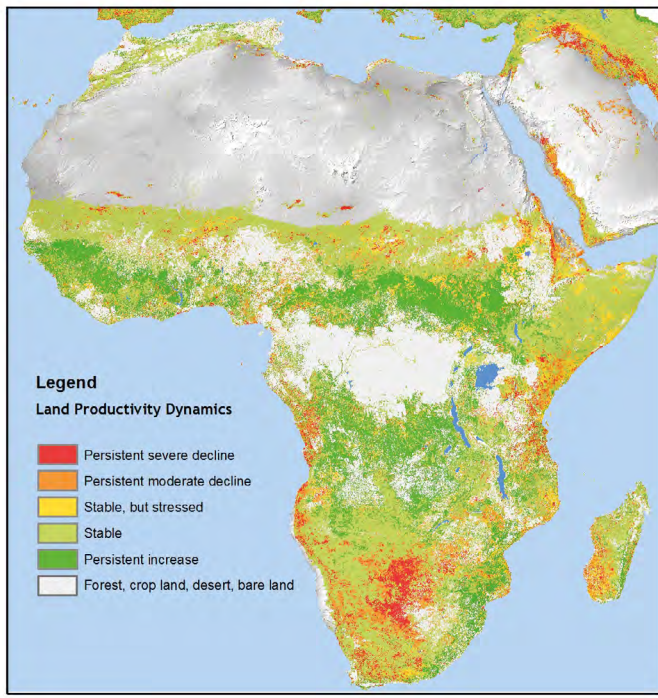 Legend
Land Productivity Dynamics
Persistent severe decline
Persistent moderate decline
Stable, but stressed
Stable
Persistent increase
Forest, crop land, desert, bare land